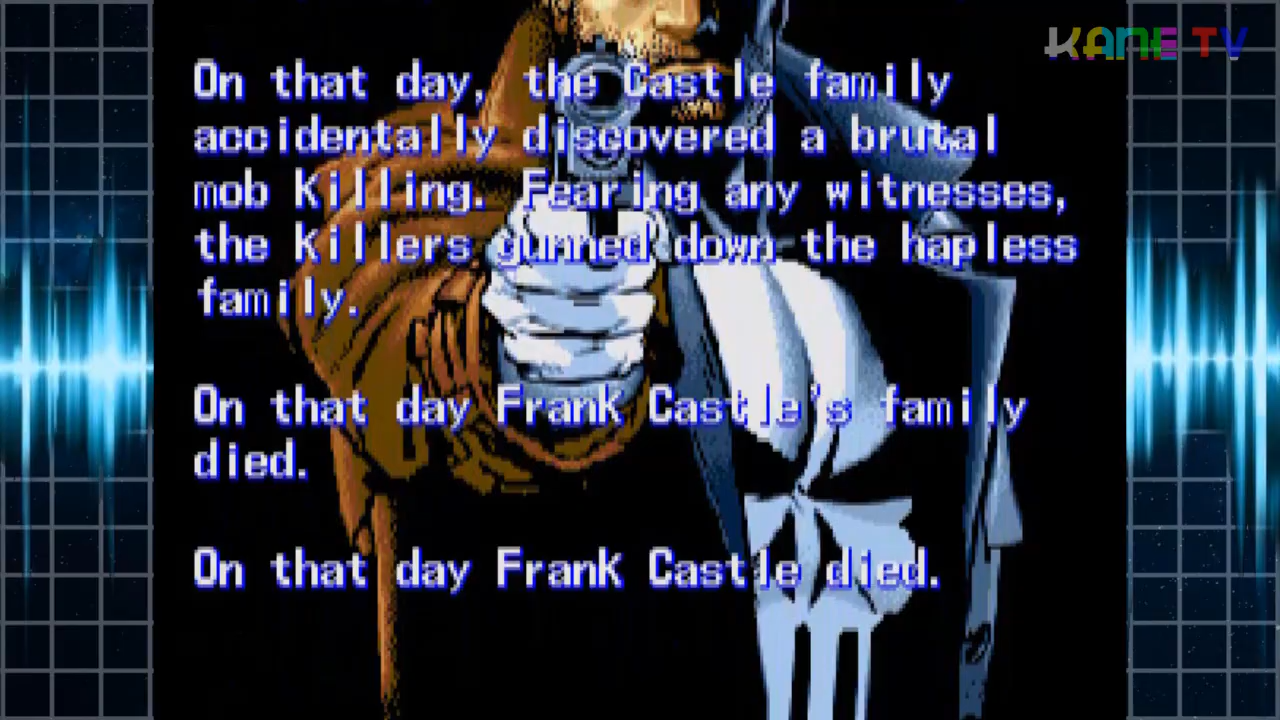 KANE TV
On that day, the Castle family
accidentally discovered a brutal
mob killing. Fearing any witnesses,
the killers gunned down the hapless
family.
On that day Frank Castle's family
died.
On that day Frank Castle died.